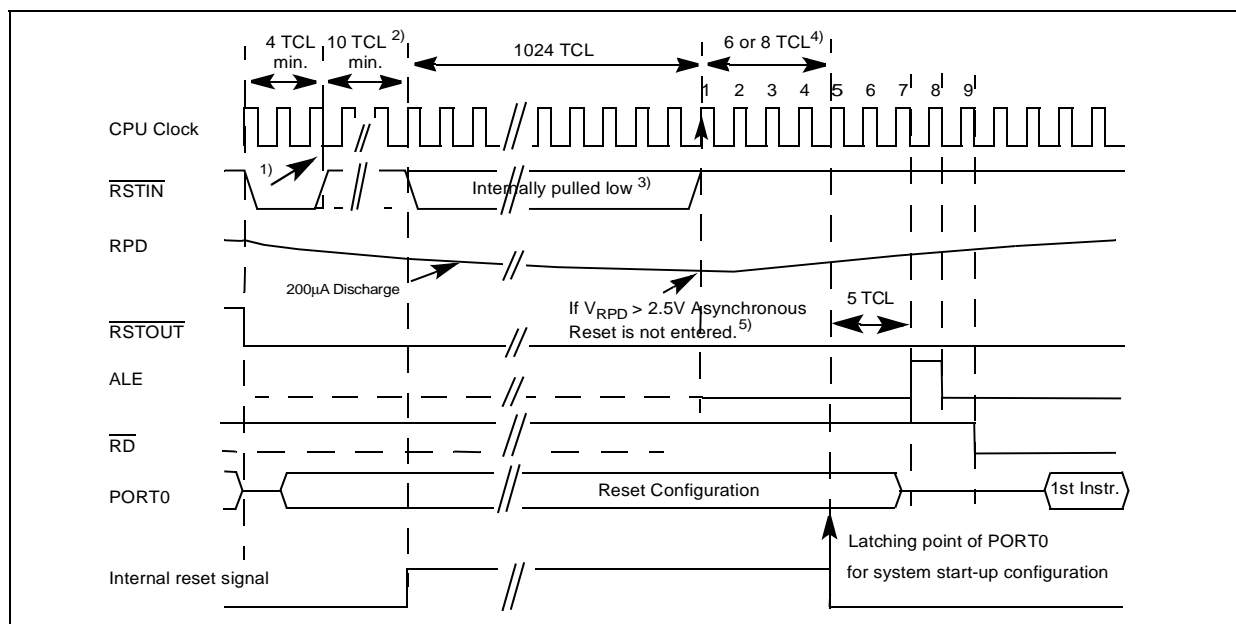 4 TCL
min.
10 TCL 2)
min.
1024 TCL
6 or 8 TCL4)
1 2 3 4 5 6 7 8 9
CPU Clock
1)
RSTIN
Internally pulled low 3)
RPD
200µA Discharge
If VRPD > 2.5V Asynchronous
Reset is not entered.5)
5 TCL
RSTOUT
ALE
RD
PORT0
Reset Configuration
1st Instr.
Latching point of PORT0
for system start-up configuration
Internal reset signal